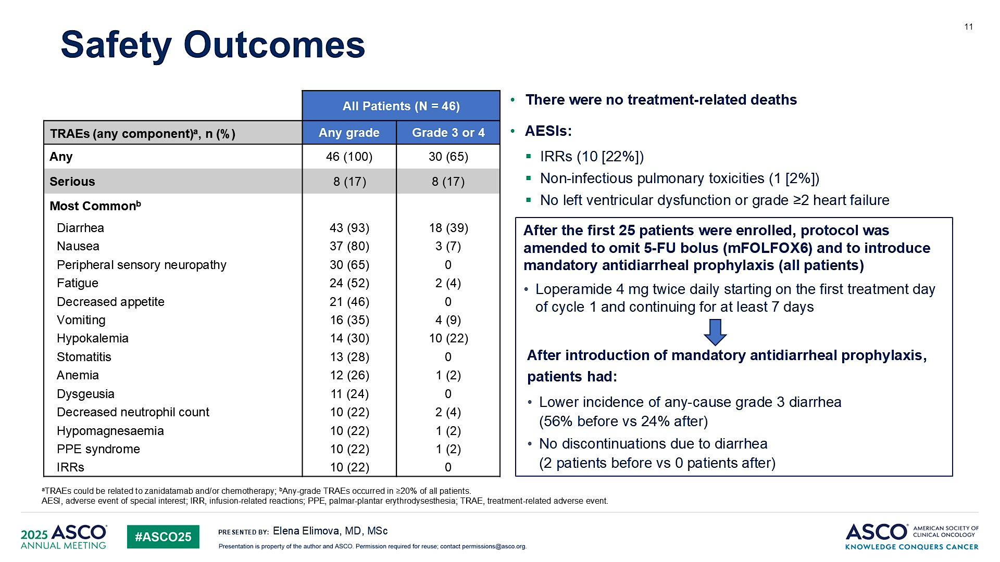 11
Safety Outcomes
All Patients (N = 46)
TRAEs (any component)ᵃ, n (%) Any grade Grade 3 or 4
Any 46 (100) 30 (65)
Serious 8 (17) 8 (17)
Most Commonᵇ
Diarrhea 43 (93) 18 (39)
Nausea 37 (80) 3 (7)
Peripheral sensory neuropathy 30 (65) 0
Fatigue 24 (52) 2 (4)
Decreased appetite 21 (46) 0
Vomiting 16 (35) 4 (9)
Hypokalemia 14 (30) 10 (22)
Stomatitis 13 (28) 0
Anemia 12 (26) 1 (2)
Dysgeusia 11 (24) 0
Decreased neutrophil count 10 (22) 2 (4)
Hypomagnesaemia 10 (22) 1 (2)
PPE syndrome 10 (22) 1 (2)
IRRs 10 (22) 0
• There were no treatment-related deaths
• AESIs:
▪ IRRs (10 [22%])
▪ Non-infectious pulmonary toxicities (1 [2%])
▪ No left ventricular dysfunction or grade ≥2 heart failure
After the first 25 patients were enrolled, protocol was
amended to omit 5-FU bolus (mFOLFOX6) and to introduce
mandatory antidiarrheal prophylaxis (all patients)
• Loperamide 4 mg twice daily starting on the first treatment day
of cycle 1 and continuing for at least 7 days
After introduction of mandatory antidiarrheal prophylaxis,
patients had:
• Lower incidence of any-cause grade 3 diarrhea
(56% before vs 24% after)
• No discontinuations due to diarrhea
(2 patients before vs 0 patients after)
ᵃTRAEs could be related to zanidatamab and/or chemotherapy; ᵇAny-grade TRAEs occurred in ≥20% of all patients.
AESI, adverse event of special interest; IRR, infusion-related reactions; PPE, palmar-plantar erythrodysesthesia; TRAE, treatment-related adverse event.
2025 ASCO®
ANNUAL MEETING
#ASCO25
PRESENTED BY: Elena Elimova, MD, MSc
Presentation is property of the author and ASCO. Permission required for reuse; contact permissions@asco.org.
ASCO® AMERICAN SOCIETY OF
CLINICAL ONCOLOGY
KNOWLEDGE CONQUERS CANCER